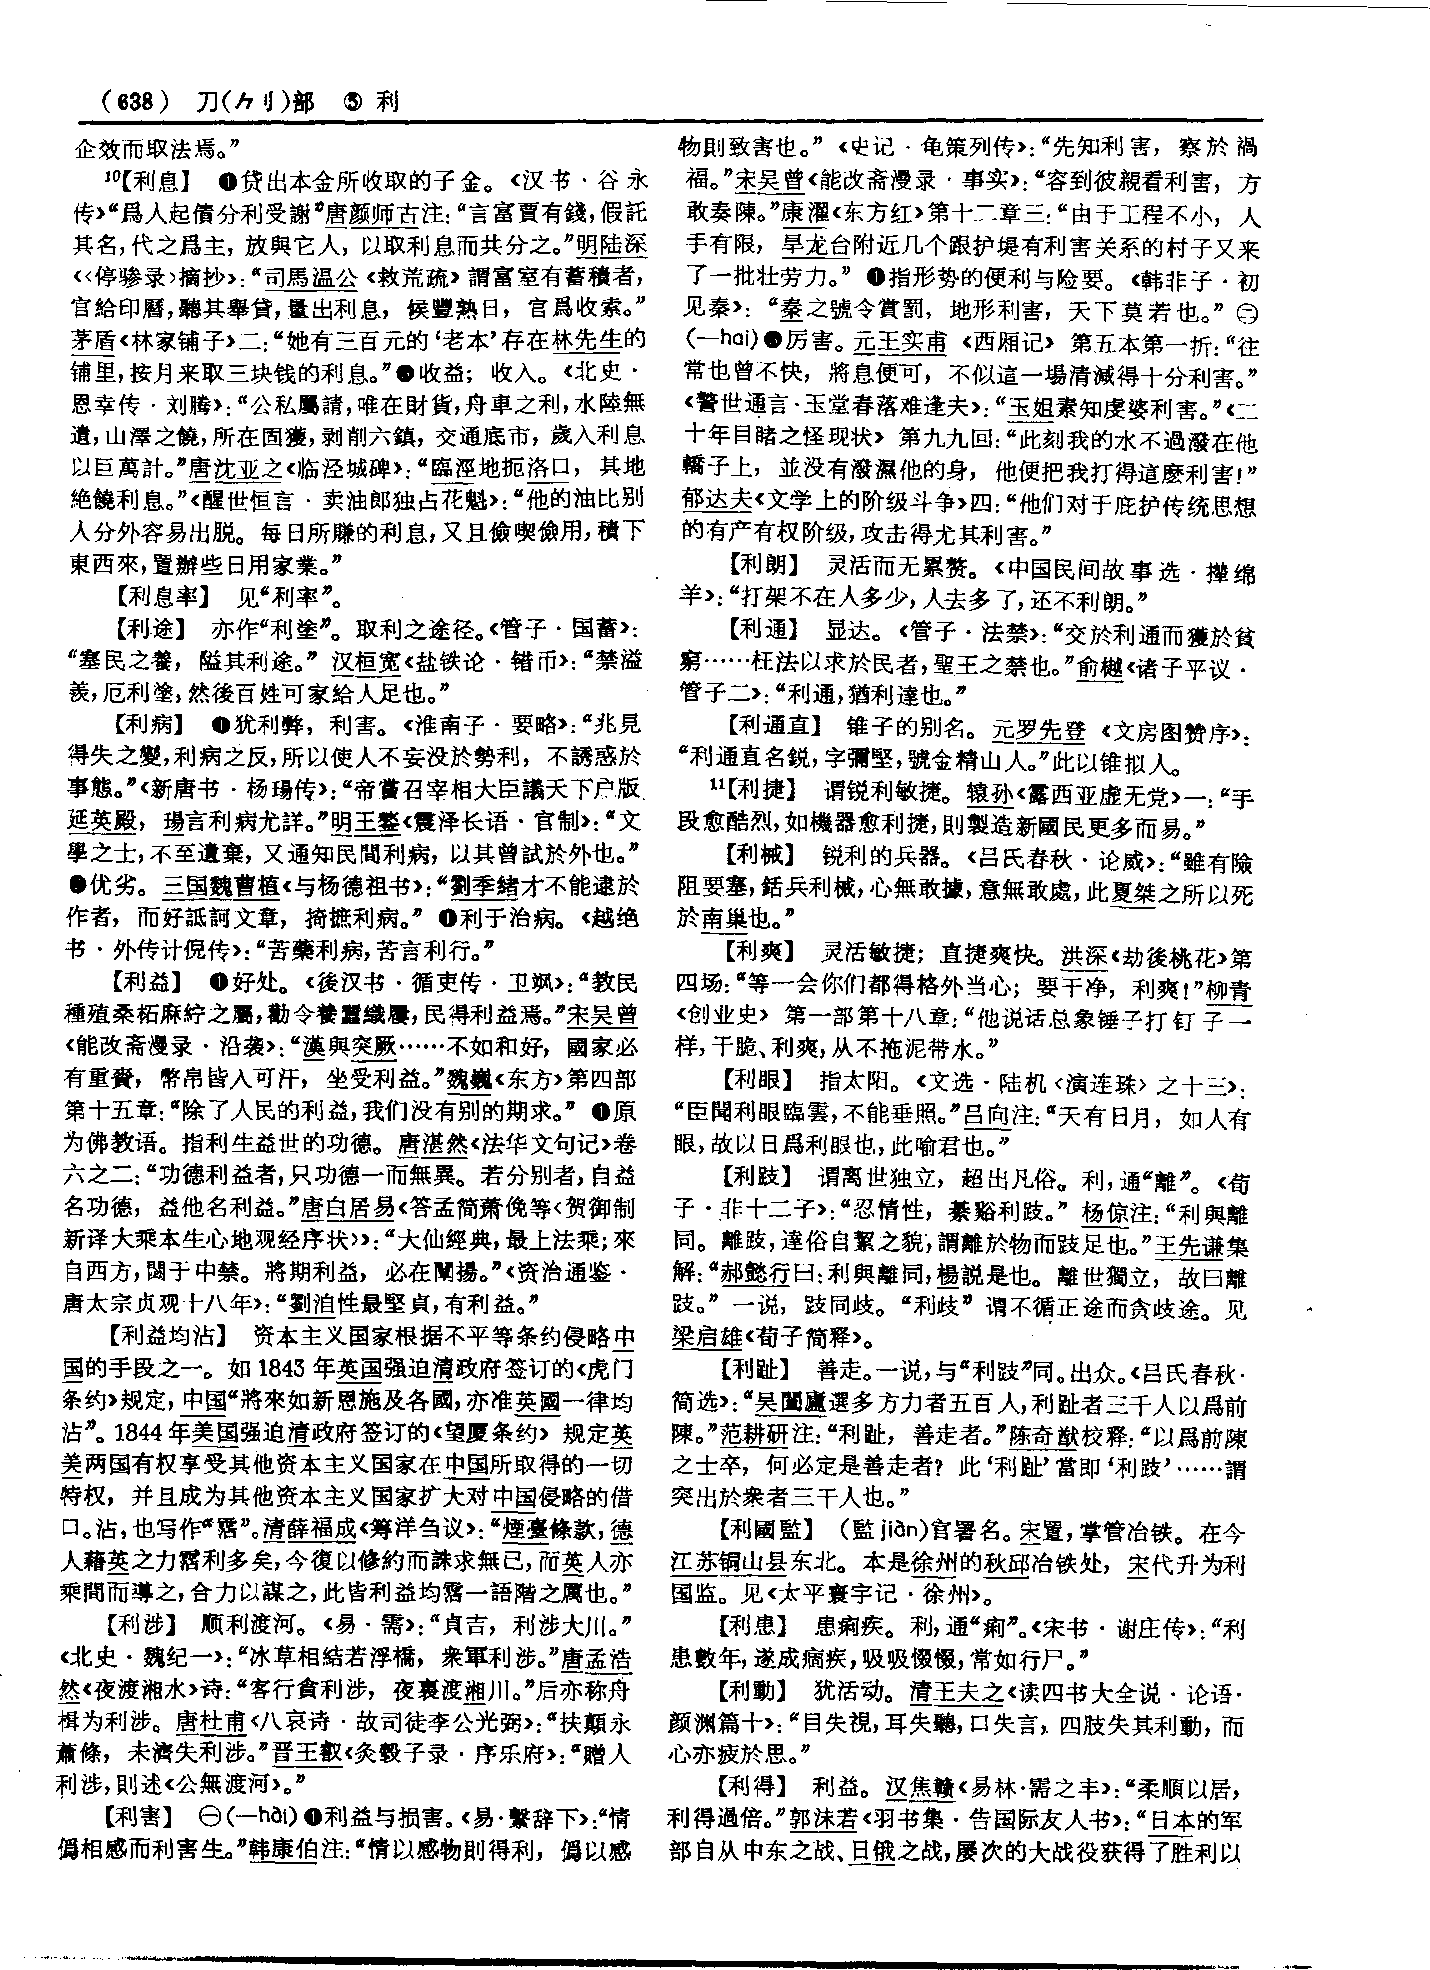 (638) 刀(⺈刂)部 ⑤ 利
企效而取法焉。”
¹⁰【利息】 ❶貸出本金所收取的子金。《汉书·谷永
传》“爲人起債分利受謝”唐颜师古注：“言富賈有錢，假託
其名，代之爲主，放與它人，以取利息而共分之。”明陆深
《〈停骖录〉摘抄》：“司馬温公《救荒疏》謂富室有蓄積者，
官給印曆，聽其舉貸，量出利息，候豐熟日，官爲收索。”
茅盾《林家铺子》二：“她有三百元的‘老本’存在林先生的
铺里，按月来取三块钱的利息。”❷收益；收入。《北史·
恩幸传·刘腾》：“公私屬請，唯在財貨，舟車之利，水陸無
遺，山澤之饒，所在固獲，剥削六鎮，交通底市，歲入利息
以巨萬計。”唐沈亚之《临泾城碑》：“臨涇地扼洛口，其地
绝饒利息。”《醒世恒言·卖油郎独占花魁》：“他的油比别
人分外容易出脱。每日所賺的利息，又且儉喫儉用，積下
東西來，置辦些日用家業。”
【利息率】 见“利率”。
【利途】 亦作“利塗”。取利之途径。《管子·国蓄》：
“塞民之養，隘其利途。”汉桓宽《盐铁论·错币》：“禁溢
羨，厄利塗，然後百姓可家給人足也。”
【利病】 ❶犹利弊，利害。《淮南子·要略》：“兆見
得失之變，利病之反，所以使人不妄没於勢利，不誘惑於
事態。”《新唐书·杨瑒传》：“帝嘗召宰相大臣議天下户版
延英殿，瑒言利病尤詳。”明王鏊《震泽长语·官制》：“文
學之士，不至遺棄，又通知民間利病，以其曾試於外也。”
❷优劣。三国魏曹植《与杨德祖书》：“劉季緒才不能逮於
作者，而好詆訶文章，掎摭利病。”❸利于治病。《越绝
书·外传计倪传》：“苦藥利病，苦言利行。”
【利益】 ❶好处。《後汉书·循吏传·卫飒》：“教民
種殖桑柘麻紵之屬，勸令養蠶織屨，民得利益焉。”宋吴曾
《能改斋漫录·沿袭》：“漢與突厥……不如和好，國家必
有重賚，幣帛皆入可汗，坐受利益。”魏巍《东方》第四部
第十五章：“除了人民的利益，我们没有别的期求。”❷原
为佛教语。指利生益世的功德。唐湛然《法华文句记》卷
六之二：“功德利益者，只功德一而無異。若分别者，自益
名功德，益他名利益。”唐白居易《答孟简萧俛等〈贺御制
新译大乘本生心地观经序状〉》：“大仙經典，最上法乘；來
自西方，閟于中禁。將期利益，必在闡揚。”《资治通鉴·
唐太宗贞观十八年》：“劉洎性最堅貞，有利益。”
【利益均沾】 资本主义国家根据不平等条约侵略中
国的手段之一。如1843年英国强迫清政府签订的《虎门
条约》规定，中国“將來如新恩施及各國，亦准英國一律均
沾”。1844年美国强迫清政府签订的《望厦条约》规定英
美两国有权享受其他资本主义国家在中国所取得的一切
特权，并且成为其他资本主义国家扩大对中国侵略的借
口。沾，也写作“霑”。清薛福成《筹洋刍议》：“煙臺條款，德
人藉英之力霑利多矣，今復以修約而誅求無已，而英人亦
乘間而導之，合力以謀之，此皆利益均霑一語階之厲也。”
【利涉】 顺利渡河。《易·需》：“貞吉，利涉大川。”
《北史·魏纪一》：“冰草相結若浮橋，衆軍利涉。”唐孟浩
然《夜渡湘水》诗：“客行貪利涉，夜裏渡湘川。”后亦称舟
楫为利涉。唐杜甫《八哀诗·故司徒李公光弼》：“扶顛永
蕭條，未濟失利涉。”晋王叡《灸毂子录·序乐府》：“贈人
利涉，則述《公無渡河》。”
【利害】 ㊀(—hài)❶利益与损害。《易·繫辞下》：“情
僞相感而利害生。”韩康伯注：“情以感物則得利，僞以感
物則致害也。”《史记·龟策列传》：“先知利害，察於禍
福。”宋吴曾《能改斋漫录·事实》：“容到彼親看利害，方
敢奏陳。”康濯《东方红》第十二章三：“由于工程不小，人
手有限，旱龙台附近几个跟护堤有利害关系的村子又来
了一批壮劳力。”❷指形势的便利与险要。《韩非子·初
见秦》：“秦之號令賞罰，地形利害，天下莫若也。”㊁
(—hai)❶厉害。元王实甫《西厢记》第五本第一折：“往
常也曾不快，將息便可，不似這一場清減得十分利害。”
《警世通言·玉堂春落难逢夫》：“玉姐素知虔婆利害。”《二
十年目睹之怪现状》第九九回：“此刻我的水不過潑在他
轎子上，並没有潑濕他的身，他便把我打得這麽利害！”
郁达夫《文学上的阶级斗争》四：“他们对于庇护传统思想
的有产有权阶级，攻击得尤其利害。”
【利朗】 灵活而无累赘。《中国民间故事选·撵绵
羊》：“打架不在人多少，人去多了，还不利朗。”
【利通】 显达。《管子·法禁》：“交於利通而獲於貧
窮……枉法以求於民者，聖王之禁也。”俞樾《诸子平议·
管子二》：“利通，猶利達也。”
【利通直】 锥子的别名。元罗先登《文房图赞序》：
“利通直名鋭，字彌堅，號金精山人。”此以锥拟人。
¹¹【利捷】 谓锐利敏捷。辕孙《露西亚虚无党》一：“手
段愈酷烈，如機器愈利捷，則製造新國民更多而易。”
【利械】 锐利的兵器。《吕氏春秋·论威》：“雖有險
阻要塞，銛兵利械，心無敢據，意無敢處，此夏桀之所以死
於南巢也。”
【利爽】 灵活敏捷；直捷爽快。洪深《劫後桃花》第
四场：“等一会你们都得格外当心；要干净，利爽！”柳青
《创业史》第一部第十八章：“他说话总象锤子打钉子一
样，干脆、利爽，从不拖泥带水。”
【利眼】 指太阳。《文选·陆机〈演连珠〉之十三》：
“臣聞利眼臨雲，不能垂照。”吕向注：“天有日月，如人有
眼，故以日爲利眼也，此喻君也。”
【利跂】 谓离世独立，超出凡俗。利，通“離”。《荀
子·非十二子》：“忍情性，綦谿利跂。”杨倞注：“利與離
同。離跂，違俗自絜之貌，謂離於物而跂足也。”王先谦集
解：“郝懿行曰：利與離同，楊説是也。離世獨立，故曰離
跂。”一说，跂同歧。“利歧”谓不循正途而贪歧途。见
梁启雄《荀子简释》。
【利趾】 善走。一说，与“利跂”同。出众。《吕氏春秋·
简选》：“吴闔廬選多力者五百人，利趾者三千人以爲前
陳。”范耕研注：“利趾，善走者。”陈奇猷校释：“以爲前陳
之士卒，何必定是善走者？此‘利趾’當即‘利跂’……謂
突出於衆者三千人也。”
【利國監】 (監jiàn)官署名。宋置，掌管冶铁。在今
江苏铜山县东北。本是徐州的秋邱冶铁处，宋代升为利
国监。见《太平寰宇记·徐州》。
【利患】 患痢疾。利，通“痢”。《宋书·谢庄传》：“利
患數年，遂成痼疾，吸吸惙惙，常如行尸。”
【利動】 犹活动。清王夫之《读四书大全说·论语·
颜渊篇十》：“目失視，耳失聽，口失言，四肢失其利動，而
心亦疲於思。”
【利得】 利益。汉焦赣《易林·需之丰》：“柔順以居，
利得過倍。”郭沫若《羽书集·告国际友人书》：“日本的军
部自从中东之战、日俄之战，屡次的大战役获得了胜利以